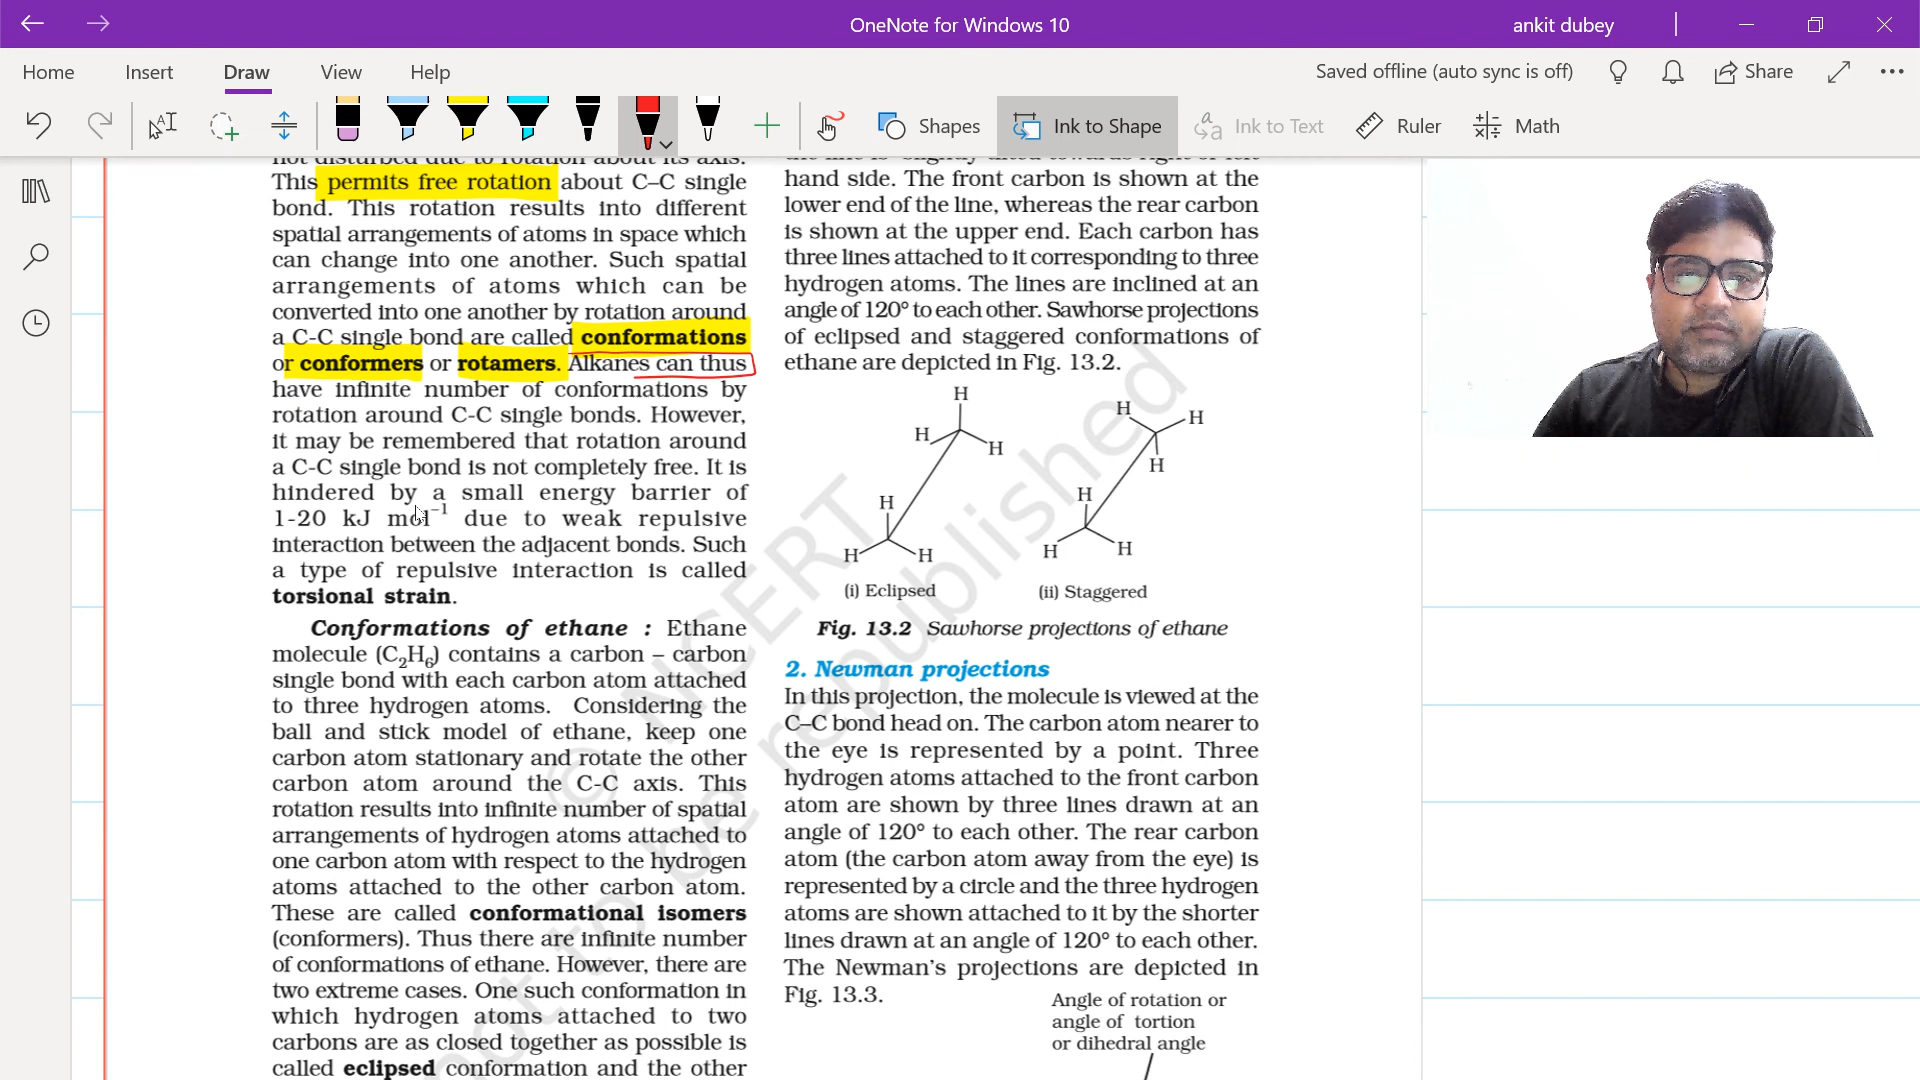 OneNote for Windows 10
ankit dubey
Home Insert Draw View Help
Saved offline (auto sync is off)
Share
Shapes
Ink to Shape
Ink to Text
Ruler
Math
not disturbed due to rotation about its axis.
This permits free rotation about C–C single
bond. This rotation results into different
spatial arrangements of atoms in space which
can change into one another. Such spatial
arrangements of atoms which can be
converted into one another by rotation around
a C-C single bond are called conformations
or conformers or rotamers. Alkanes can thus
have infinite number of conformations by
rotation around C-C single bonds. However,
it may be remembered that rotation around
a C-C single bond is not completely free. It is
hindered by a small energy barrier of
1-20 kJ mol⁻¹ due to weak repulsive
interaction between the adjacent bonds. Such
a type of repulsive interaction is called
torsional strain.
Conformations of ethane : Ethane
molecule (C₂H₆) contains a carbon – carbon
single bond with each carbon atom attached
to three hydrogen atoms. Considering the
ball and stick model of ethane, keep one
carbon atom stationary and rotate the other
carbon atom around the C-C axis. This
rotation results into infinite number of spatial
arrangements of hydrogen atoms attached to
one carbon atom with respect to the hydrogen
atoms attached to the other carbon atom.
These are called conformational isomers
(conformers). Thus there are infinite number
of conformations of ethane. However, there are
two extreme cases. One such conformation in
which hydrogen atoms attached to two
carbons are as closed together as possible is
called eclipsed conformation and the other
the line is slightly tilted towards right or left
hand side. The front carbon is shown at the
lower end of the line, whereas the rear carbon
is shown at the upper end. Each carbon has
three lines attached to it corresponding to three
hydrogen atoms. The lines are inclined at an
angle of 120° to each other. Sawhorse projections
of eclipsed and staggered conformations of
ethane are depicted in Fig. 13.2.
H
H H
H
H H
H H
H
H
H H
(i) Eclipsed
(ii) Staggered
Fig. 13.2 Sawhorse projections of ethane
2. Newman projections
In this projection, the molecule is viewed at the
C–C bond head on. The carbon atom nearer to
the eye is represented by a point. Three
hydrogen atoms attached to the front carbon
atom are shown by three lines drawn at an
angle of 120° to each other. The rear carbon
atom (the carbon atom away from the eye) is
represented by a circle and the three hydrogen
atoms are shown attached to it by the shorter
lines drawn at an angle of 120° to each other.
The Newman's projections are depicted in
Fig. 13.3.
Angle of rotation or
angle of tortion
or dihedral angle
© NCERT
not to be republished